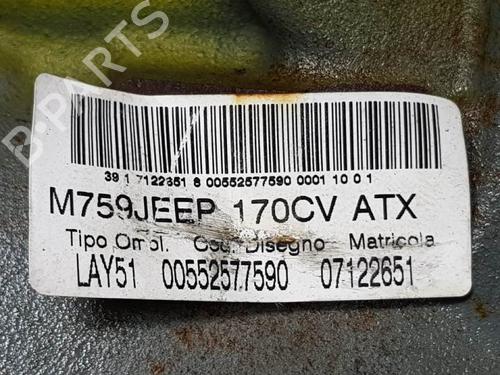 B-PARTS
39 1 7122651 8 00552577590 0001 10 0 1
M759JEEP 170CV ATX
Tipo Omol. Cod. Disegno Matricola
LAY51 00552577590 07122651